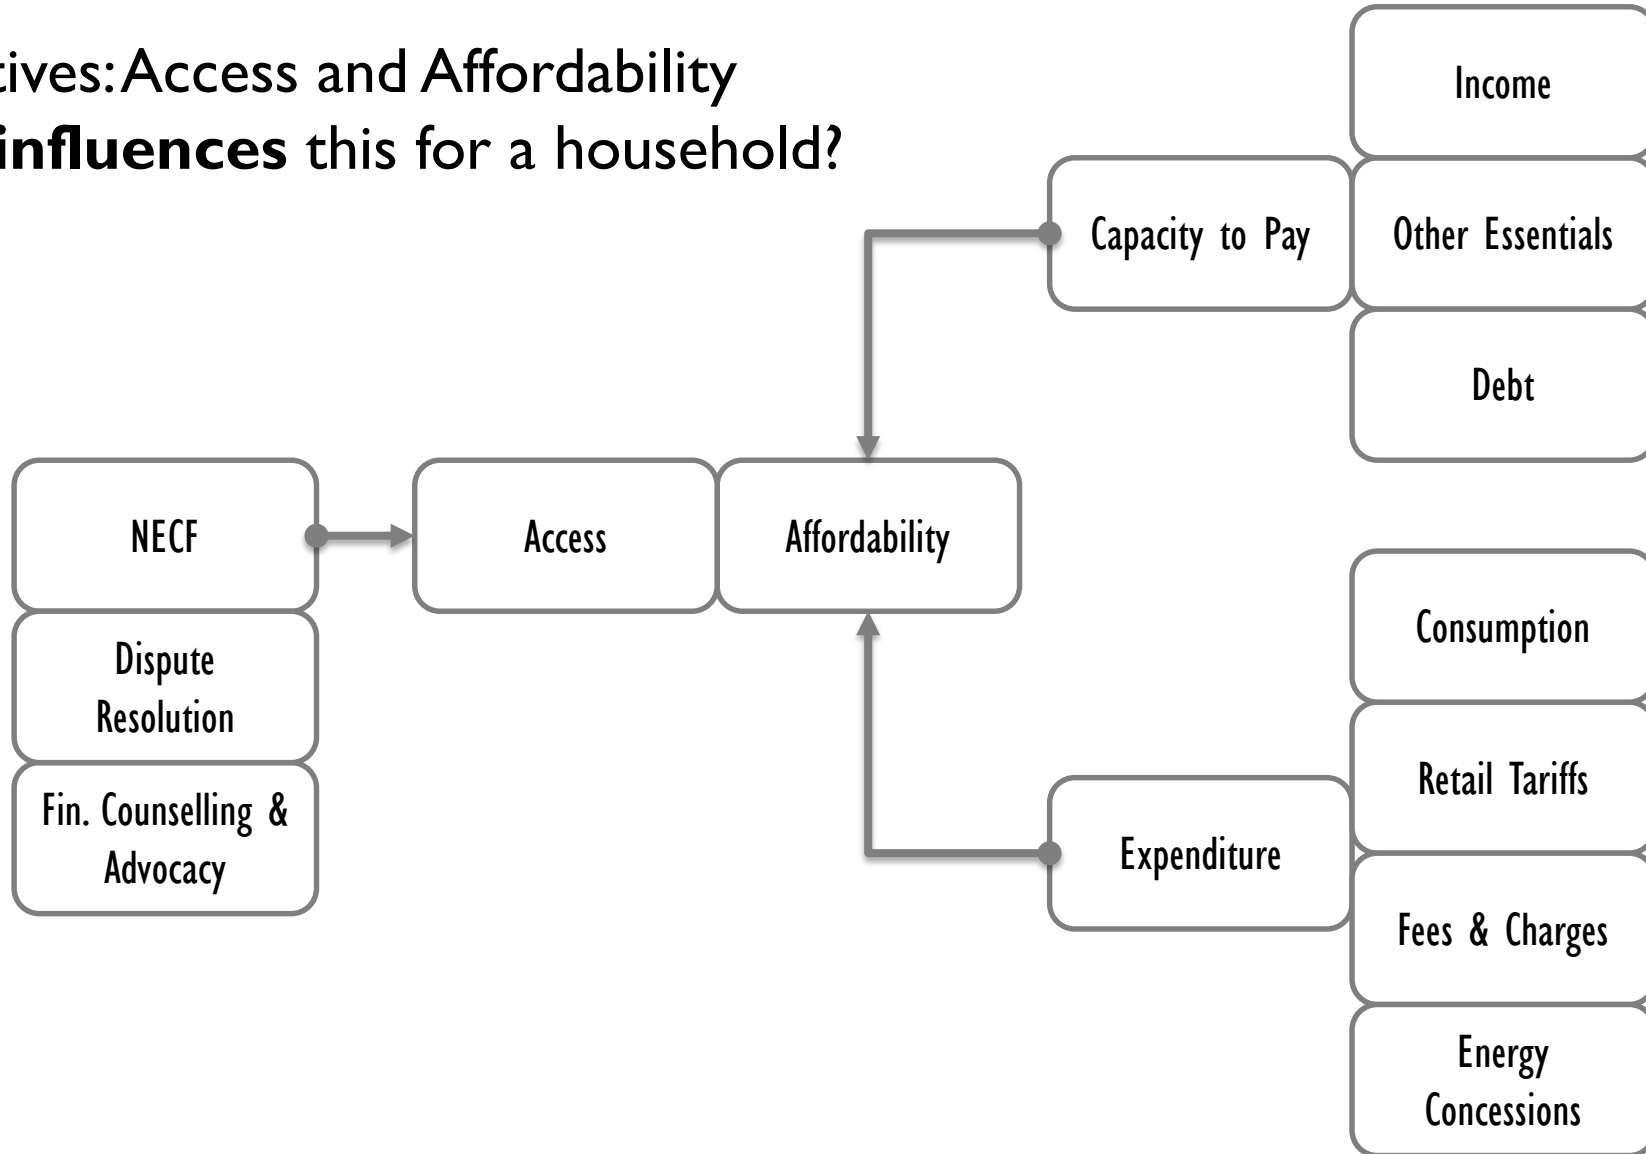 tives: Access and Affordability
influences this for a household?
Income
Capacity to Pay
Other Essentials
Debt
NECF
Access
Affordability
Dispute
Resolution
Fin. Counselling &
Advocacy
Consumption
Retail Tariffs
Expenditure
Fees & Charges
Energy
Concessions